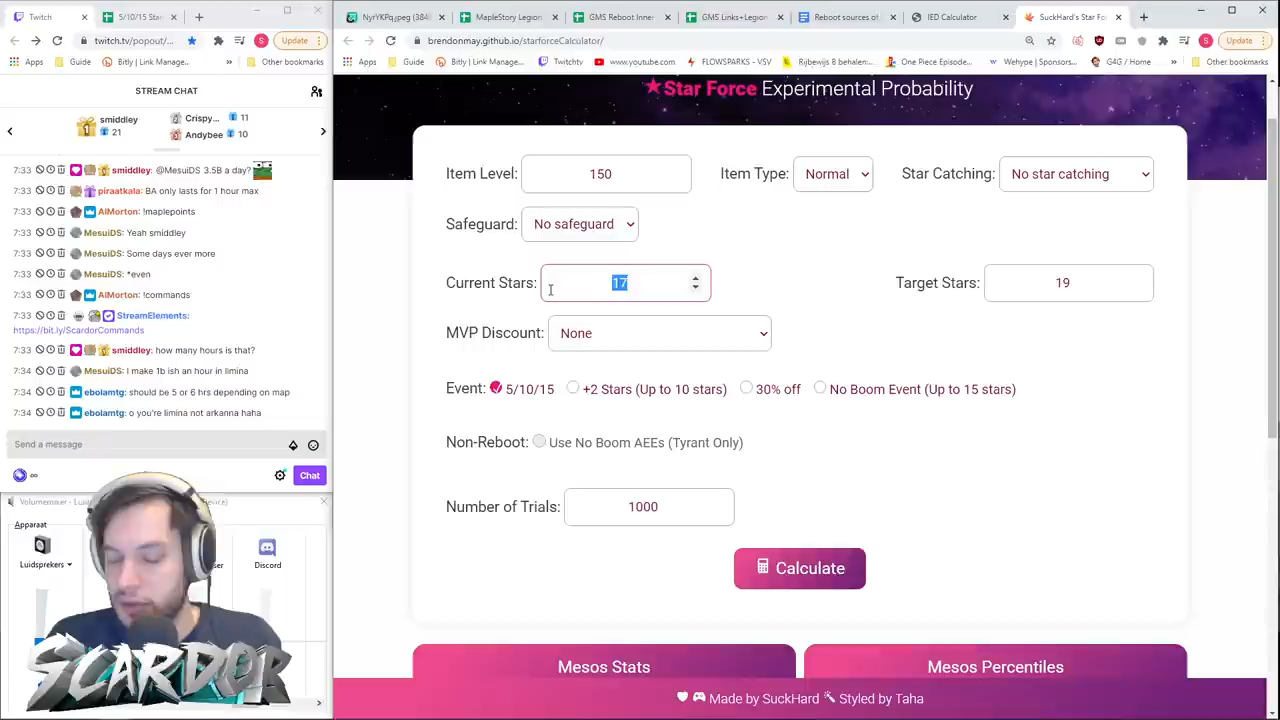 Twitch
5/10/15 Star
NyrYKPq.jpeg (384
MapleStory Legion
GMS Reboot Inner
GMS Links+Legion
Reboot sources of
IED Calculator
SuckHard's Star For
twitch.tv/popout/
Update
brendonmay.github.io/starforceCalculator/
Update
Apps
Guide
Bitly | Link Manage...
Other bookmarks
Apps
Guide
Bitly | Link Manag...
Twitchtv
www.youtube.com
FLOWSPARKS - V.5V
Rijbewijs B behalen:...
One Piece Episode...
Wehype | Sponsors...
G4G / Home
Other bookmarks
STREAM CHAT
smiddley
21
Crispy... 11
Andybee 10
7:33 smiddley: @MesuiDS 3.5B a day?
7:33 piraatkala: BA only lasts for 1 hour max
7:33 AlMorton: !maplepoints
7:33 MesuiDS: Yeah smiddley
7:33 MesuiDS: Some days ever more
7:33 MesuiDS: *even
7:33 AlMorton: !commands
7:33 StreamElements:
https://bit.ly/ScardorCommands
7:33 smiddley: how many hours is that?
7:34 MesuiDS: I make 1b ish an hour in limina
7:34 ebolamtg: should be 5 or 6 hrs depending on map
7:34 ebolamtg: o you're limina not arkanna haha
Send a message
Chat
Apparaat
Luidsprekers
Discord
SCARDOR
Star Force Experimental Probability
Item Level: 150
Item Type: Normal
Star Catching: No star catching
Safeguard: No safeguard
Current Stars: 17
Target Stars: 19
MVP Discount: None
Event: 5/10/15 +2 Stars (Up to 10 stars) 30% off No Boom Event (Up to 15 stars)
Non-Reboot: Use No Boom AEEs (Tyrant Only)
Number of Trials: 1000
Calculate
Mesos Stats
Mesos Percentiles
Made by SuckHard Styled by Taha